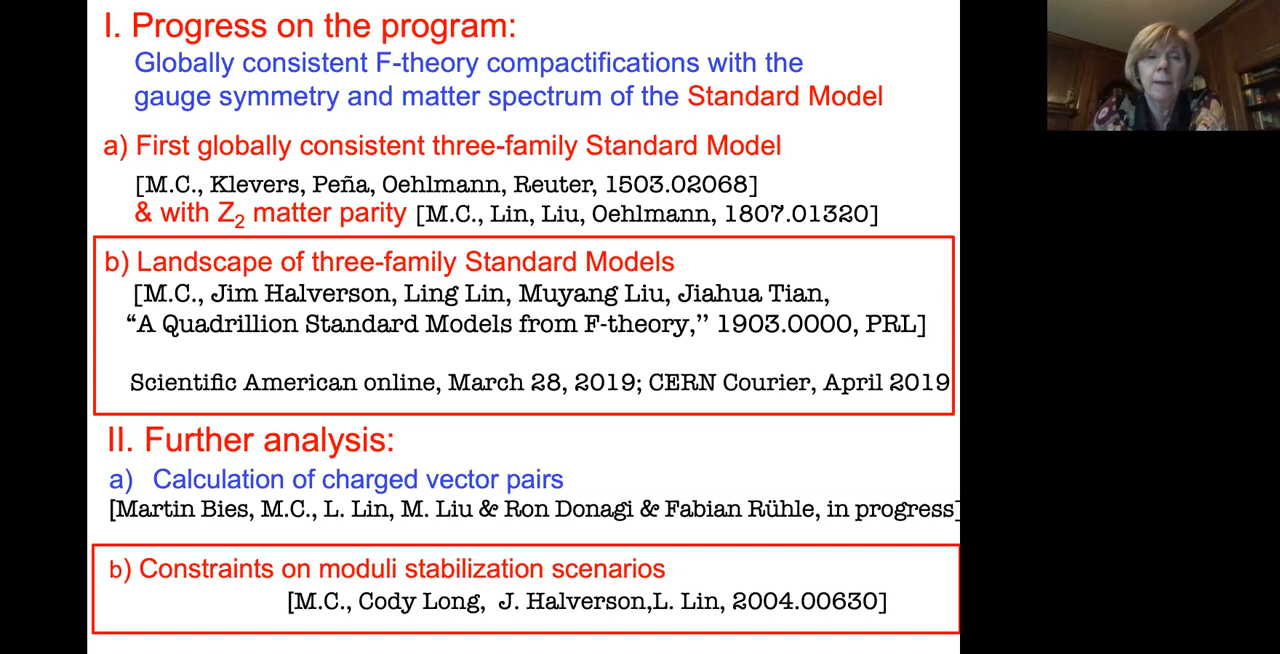 I. Progress on the program:
Globally consistent F-theory compactifications with the
gauge symmetry and matter spectrum of the Standard Model
a) First globally consistent three-family Standard Model
[M.C., Klevers, Peña, Oehlmann, Reuter, 1503.02068]
& with Z₂ matter parity [M.C., Lin, Liu, Oehlmann, 1807.01320]
b) Landscape of three-family Standard Models
[M.C., Jim Halverson, Ling Lin, Muyang Liu, Jiahua Tian,
“A Quadrillion Standard Models from F-theory,’’ 1903.0000, PRL]
Scientific American online, March 28, 2019; CERN Courier, April 2019
II. Further analysis:
a) Calculation of charged vector pairs
[Martin Bies, M.C., L. Lin, M. Liu & Ron Donagi & Fabian Rühle, in progress]
b) Constraints on moduli stabilization scenarios
[M.C., Cody Long, J. Halverson,L. Lin, 2004.00630]